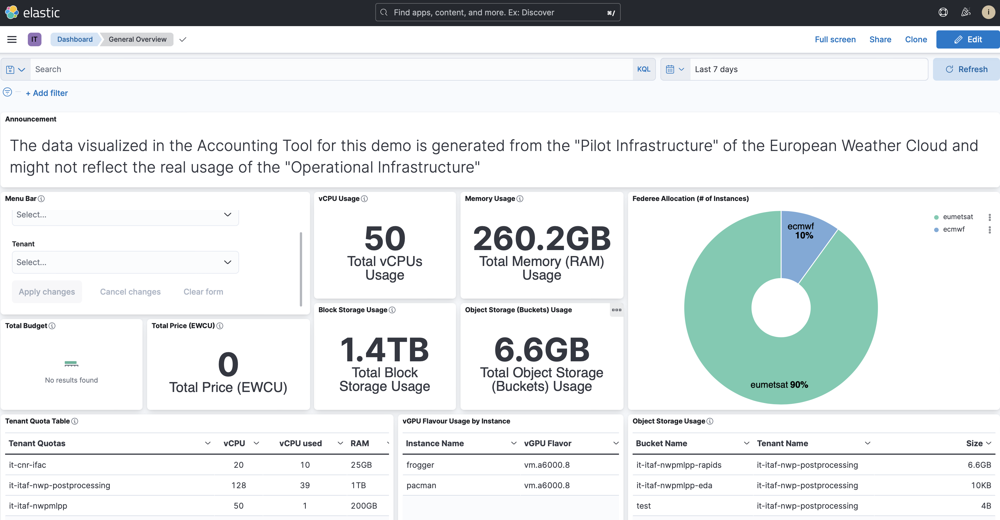 elastic
Find apps, content, and more. Ex: Discover ⌘/
i
IT Dashboard General Overview
Full screen Share Clone Edit
Search KQL Last 7 days Refresh
+ Add filter
Announcement
The data visualized in the Accounting Tool for this demo is generated from the "Pilot Infrastructure" of the European Weather Cloud and
might not reflect the real usage of the "Operational Infrastructure"
Menu Bar
Select...
Tenant
Select...
Apply changes Cancel changes Clear form
vCPU Usage
50
Total vCPUs
Usage
Memory Usage
260.2GB
Total Memory (RAM)
Usage
Federee Allocation (# of Instances)
ecmwf
10%
eumetsat 90%
eumetsat
ecmwf
Total Budget
No results found
Total Price (EWCU)
0
Total Price (EWCU)
Block Storage Usage
1.4TB
Total Block
Storage Usage
Object Storage (Buckets) Usage
6.6GB
Total Object Storage
(Buckets) Usage
Tenant Quota Table
Tenant Quotas vCPU vCPU used RAM
it-cnr-ifac 20 10 25GB
it-itaf-nwp-postprocessing 128 39 1TB
it-itaf-nwpmlpp 50 1 200GB
vGPU Flavour Usage by Instance
Instance Name vGPU Flavor
frogger vm.a6000.8
pacman vm.a6000.8
Object Storage Usage
Bucket Name Tenant Name Size
it-itaf-nwpmlpp-rapids it-itaf-nwp-postprocessing 6.6GB
it-itaf-nwpmlpp-eda it-itaf-nwp-postprocessing 10KB
test it-itaf-nwp-postprocessing 4B